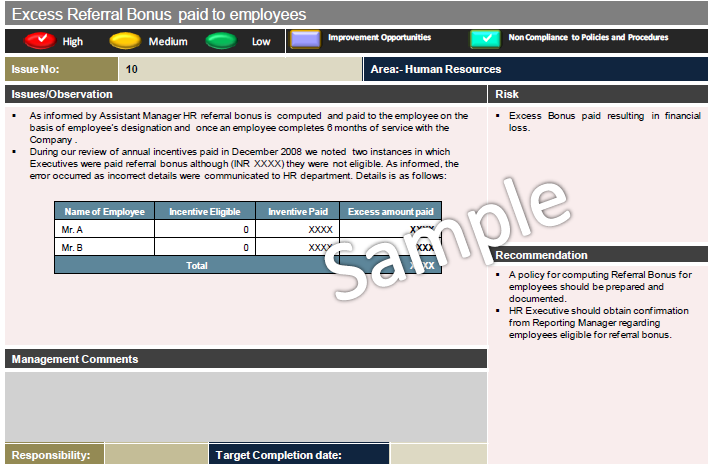 Excess Referral Bonus paid to employees
High
Medium
Low
Improvement Opportunities
Non Compliance to Policies and Procedures
Issue No:
10
Area:- Human Resources
Issues/Observation
▪ As informed by Assistant Manager HR referral bonus is computed and paid to the employee on the
basis of employee's designation and once an employee completes 6 months of service with the
Company .
▪ During our review of annual incentives paid in December 2008 we noted two instances in which
Executives were paid referral bonus although (INR XXXX) they were not eligible. As informed, the
error occurred as incorrect details were communicated to HR department. Details is as follows:
Name of Employee Incentive Eligible Inventive Paid Excess amount paid
Mr. A 0 XXXX XXXX
Mr. B 0 XXXX XXXX
Total XXXX
Sample
Risk
▪ Excess Bonus paid resulting in financial
loss.
Recommendation
▪ A policy for computing Referral Bonus for
employees should be prepared and
documented.
▪ HR Executive should obtain confirmation
from Reporting Manager regarding
employees eligible for referral bonus.
Management Comments
Responsibility:
Target Completion date: